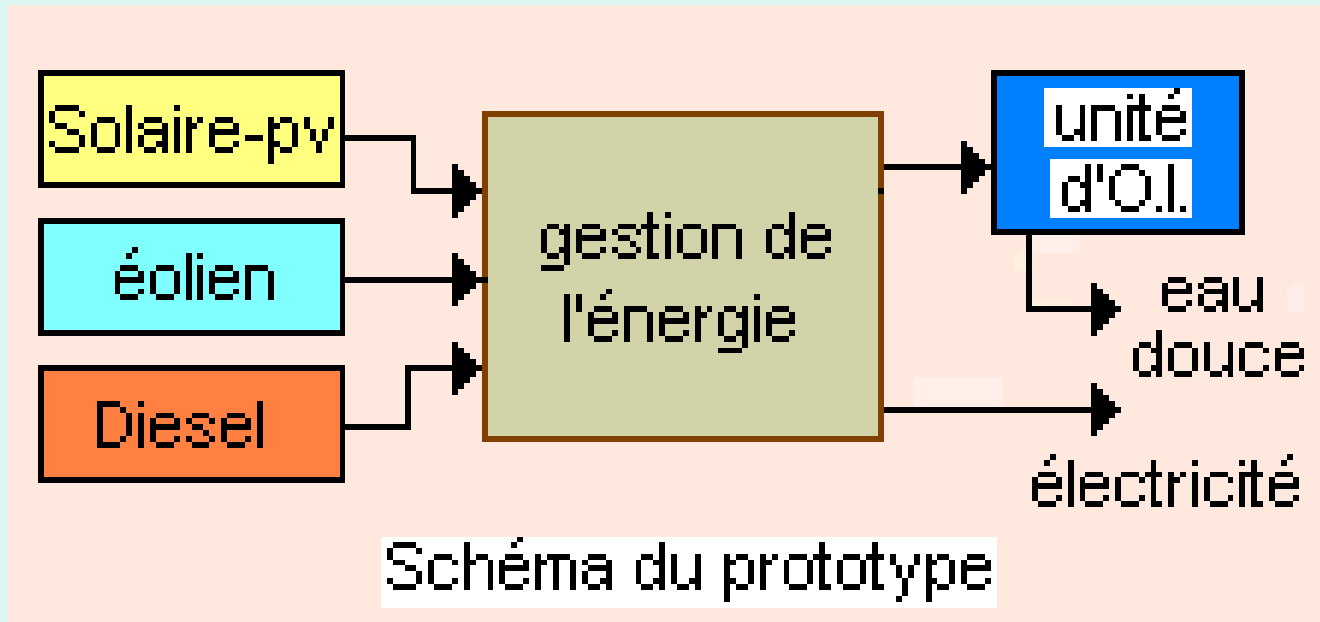 Solaire-pv
éolien
Diesel
gestion de
l'énergie
unité
d'O.I.
eau
douce
électricité
Schéma du prototype